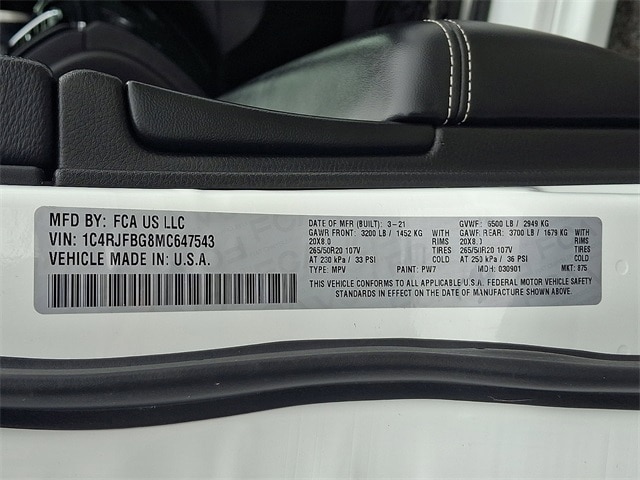 MFD BY: FCA US LLC
VIN: 1C4RJFBG8MC647543
VEHICLE MADE IN: U.S.A.
DATE OF MFR (BUILT): 3-21
GVWR: 6500 LB / 2949 KG
GAWR FRONT: 3200 LB / 1452 KG WITH
GAWR REAR: 3700 LB / 1679 KG WITH
20X8.0 RIMS
20X8.0 RIMS
265/50R20 107V TIRES
265/50R20 107V TIRES
AT 230 kPa / 33 PSI COLD
AT 250 kPa / 36 PSI COLD
TYPE: MPV PAINT: PW7 MDH: 030901 MKT: 875
THIS VEHICLE CONFORMS TO ALL APPLICABLE U.S.A. FEDERAL MOTOR VEHICLE SAFETY
STANDARDS IN EFFECT ON THE DATE OF MANUFACTURE SHOWN ABOVE.